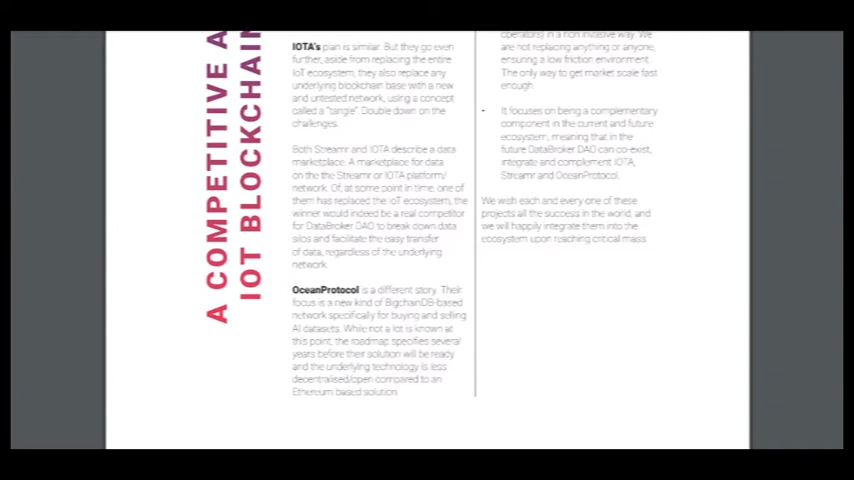 A COMPETITIVE A
IOT BLOCKCHAIN
IOTA's plan is similar. But they go even
further, aside from replacing the entire
IoT ecosystem, they also replace any
underlying blockchain base with a new
and untested network, using a concept
called a "tangle". Double down on the
challenges.
Both Streamr and IOTA describe a data
marketplace. A marketplace for data
on the the Streamr or IOTA platform/
network. Of, at some point in time, one of
them has replaced the IoT ecosystem, the
winner would indeed be a real competitor
for DataBroker DAO to break down data
silos and facilitate the easy transfer
of data, regardless of the underlying
network.
OceanProtocol is a different story. Their
focus is a new kind of BigchainDB-based
network specifically for buying and selling
AI datasets. While not a lot is known at
this point, the roadmap specifies several
years before their solution will be ready
and the underlying technology is less
decentralised/open compared to an
Ethereum based solution.
operators) in a non invasive way. We
are not replacing anything or anyone,
ensuring a low friction environment.
The only way to get market scale fast
enough.
• It focuses on being a complementary
component in the current and future
ecosystem, meaning that in the
future DataBroker DAO can co-exist,
integrate and complement IOTA,
Streamr and OceanProtocol.
We wish each and every one of these
projects all the success in the world, and
we will happily integrate them into the
ecosystem upon reaching critical mass.